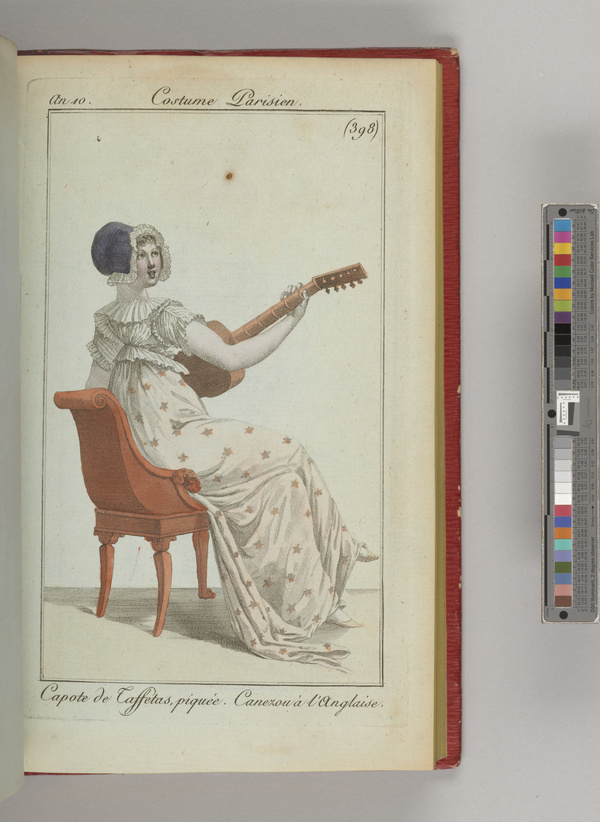 An 10. Costume Parisien.
(398)
Capote de Taffetas, piquée. Canezou à l'Anglaise.